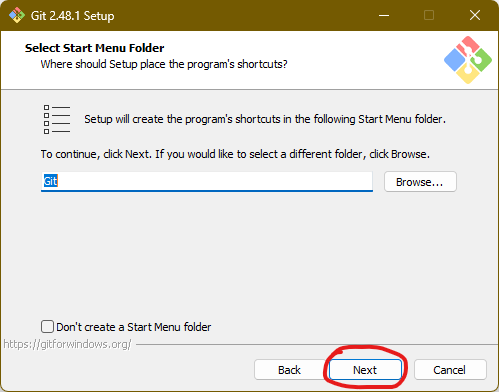 Git 2.48.1 Setup
Select Start Menu Folder
Where should Setup place the program's shortcuts?
Setup will create the program's shortcuts in the following Start Menu folder.
To continue, click Next. If you would like to select a different folder, click Browse.
Git
Browse...
Don't create a Start Menu folder
https://gitforwindows.org/
Back
Next
Cancel